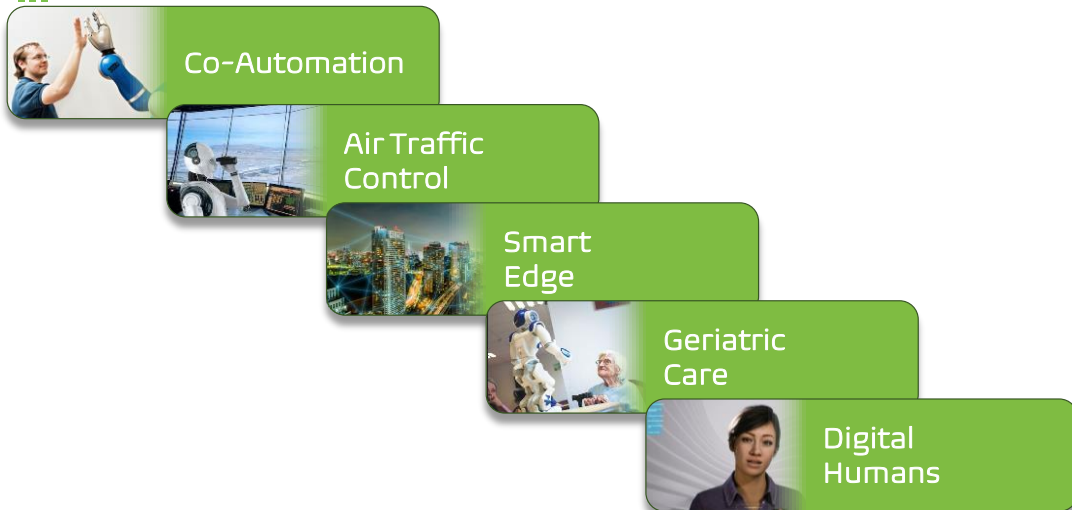 Co-Automation
Air Traffic
Control
Smart
Edge
Geriatric
Care
Digital
Humans